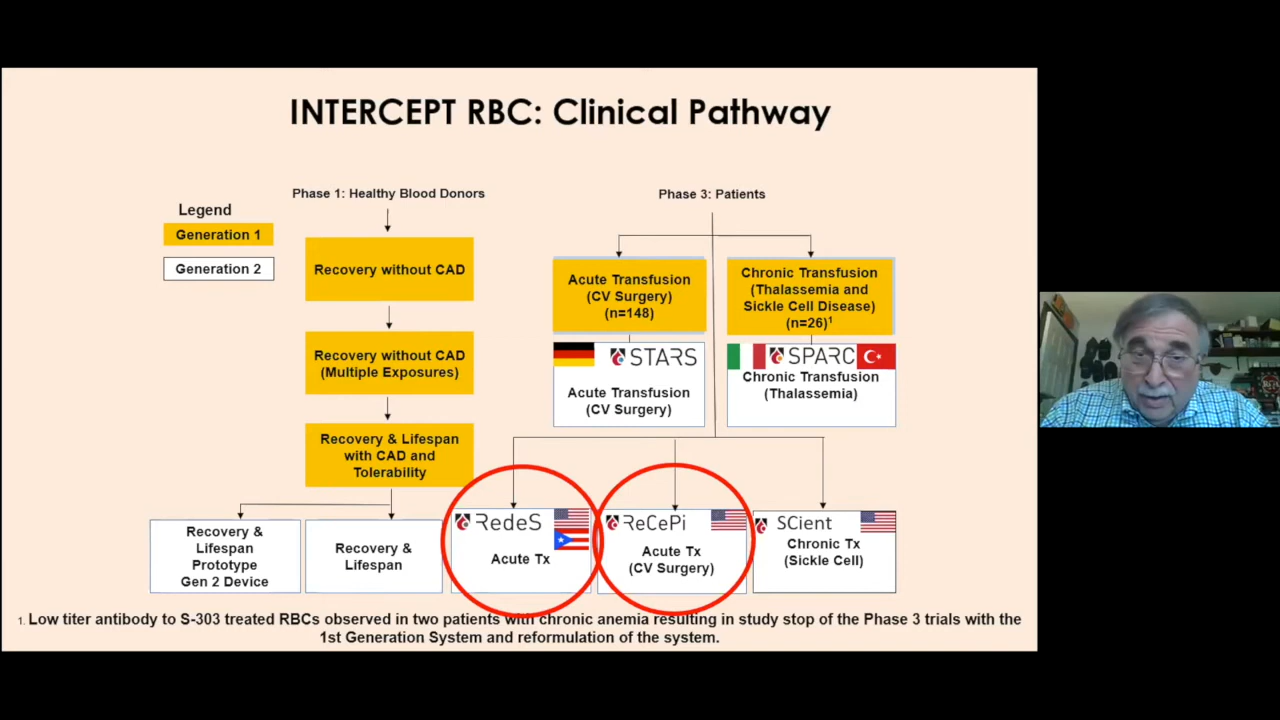 INTERCEPT RBC: Clinical Pathway
Legend
Generation 1
Generation 2
Phase 1: Healthy Blood Donors
Recovery without CAD
Recovery without CAD
(Multiple Exposures)
Recovery & Lifespan
with CAD and
Tolerability
Recovery &
Lifespan
Prototype
Gen 2 Device
Recovery &
Lifespan
Phase 3: Patients
Acute Transfusion
(CV Surgery)
(n=148)
Chronic Transfusion
(Thalassemia and
Sickle Cell Disease)
(n=26)¹
STARS
Acute Transfusion
(CV Surgery)
SPARC
Chronic Transfusion
(Thalassemia)
RedeS
Acute Tx
ReCePi
Acute Tx
(CV Surgery)
SCient
Chronic Tx
(Sickle Cell)
1. Low titer antibody to S-303 treated RBCs observed in two patients with chronic anemia resulting in study stop of the Phase 3 trials with the
1st Generation System and reformulation of the system.